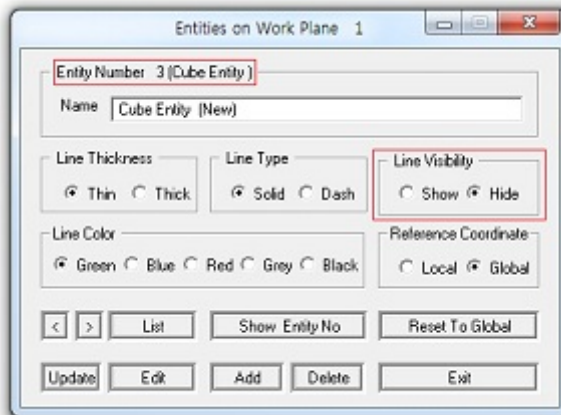 Entities on Work Plane 1
Entity Number 3 (Cube Entity )
Name Cube Entity (New)
Line Thickness
Thin Thick
Line Type
Solid Dash
Line Visibility
Show Hide
Line Color
Green Blue Red Grey Black
Reference Coordinate
Local Global
< > List Show Entity No Reset To Global
Update Edit Add Delete Exit